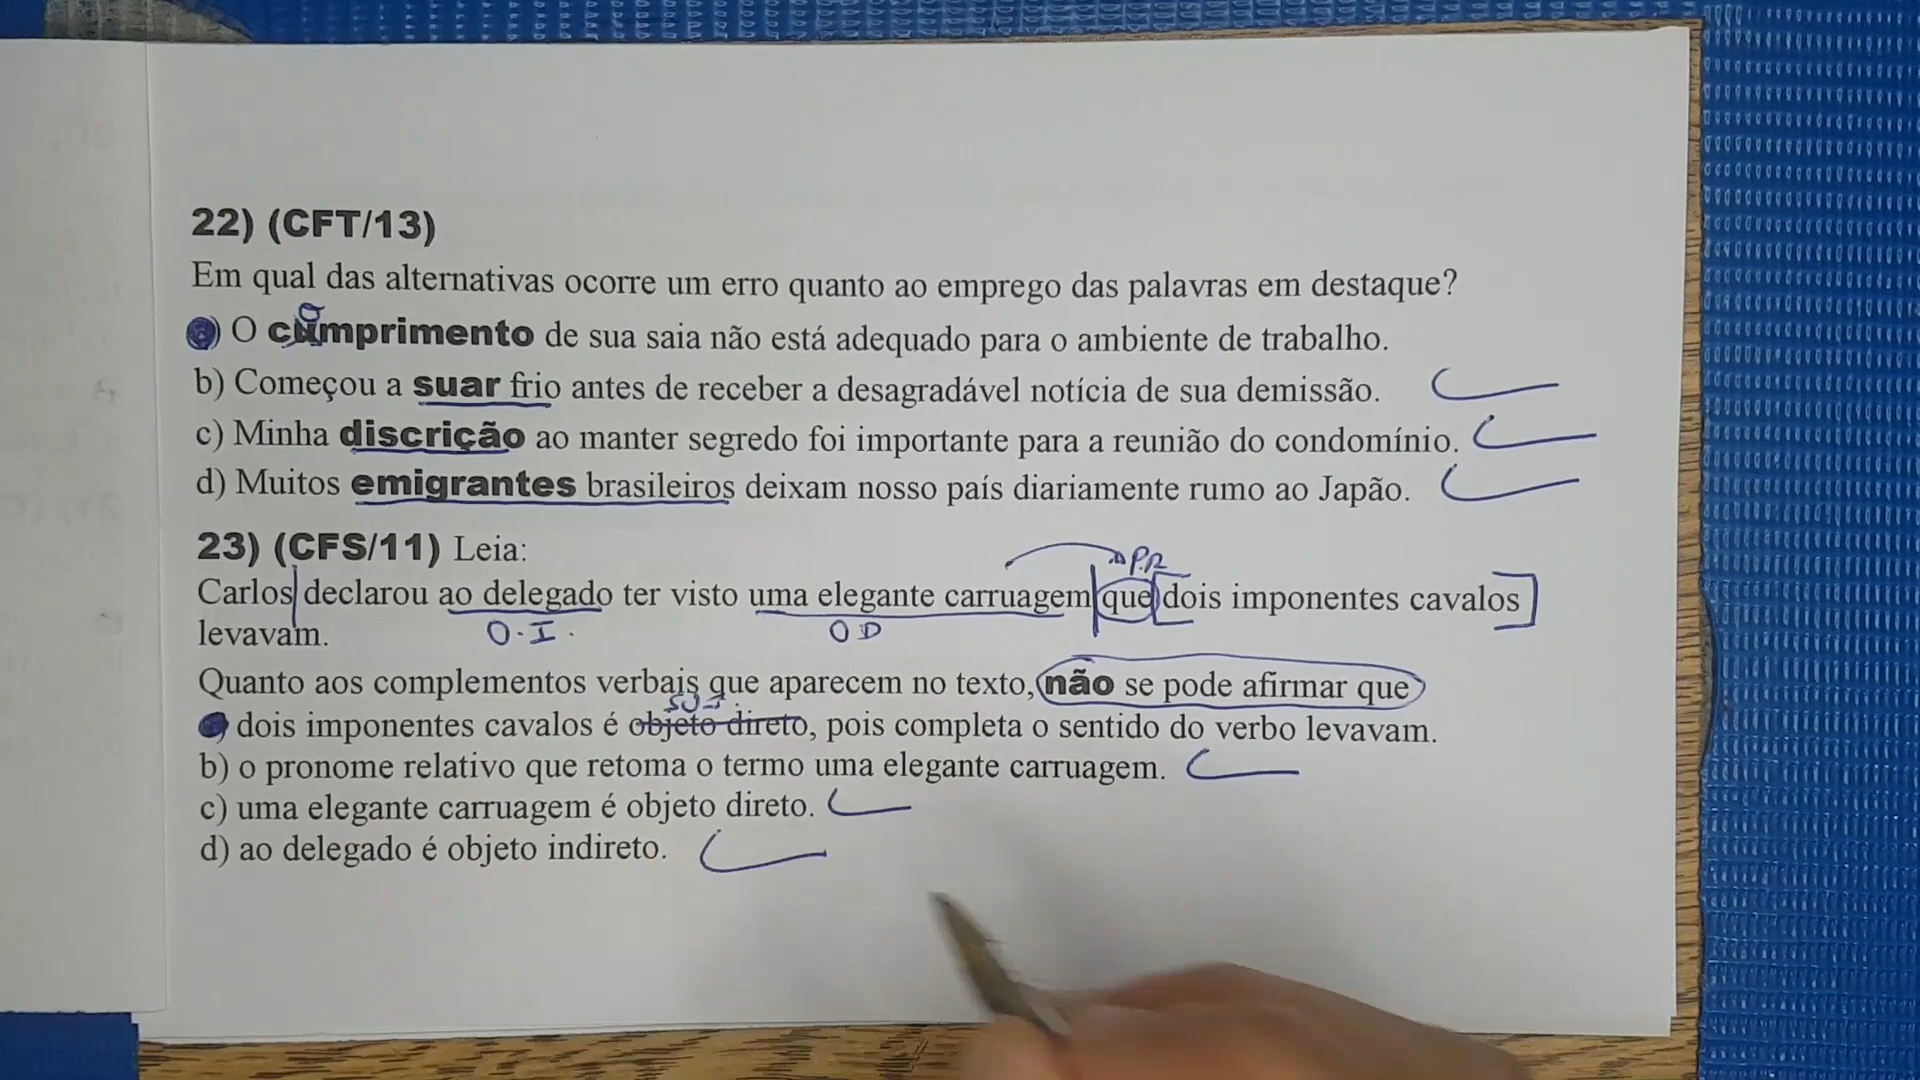 22) (CFT/13)
Em qual das alternativas ocorre um erro quanto ao emprego das palavras em destaque?
o
a) O cumprimento de sua saia não está adequado para o ambiente de trabalho.
b) Começou a suar frio antes de receber a desagradável notícia de sua demissão.
c) Minha discrição ao manter segredo foi importante para a reunião do condomínio.
d) Muitos emigrantes brasileiros deixam nosso país diariamente rumo ao Japão.
23) (CFS/11) Leia:
P.R
Carlos declarou ao delegado ter visto uma elegante carruagem que dois imponentes cavalos
levavam.
O.I. OD
Quanto aos complementos verbais que aparecem no texto, não se pode afirmar que
SUJ.
dois imponentes cavalos é objeto direto, pois completa o sentido do verbo levavam.
b) o pronome relativo que retoma o termo uma elegante carruagem.
c) uma elegante carruagem é objeto direto.
d) ao delegado é objeto indireto.